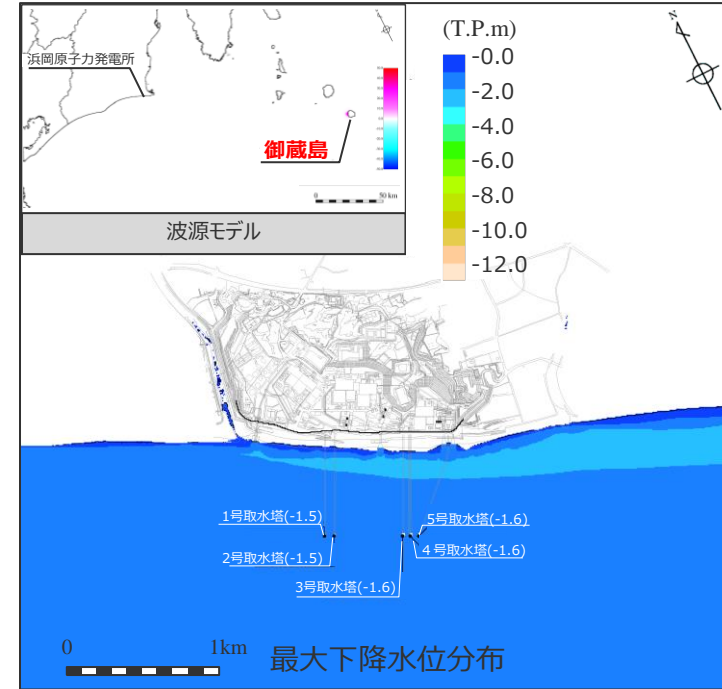 浜岡原子力発電所
御蔵島
0
50 km
波源モデル
(T.P.m)
-0.0
-2.0
-4.0
-6.0
-8.0
-10.0
-12.0
N
1号取水塔(-1.5)
2号取水塔(-1.5)
3号取水塔(-1.6)
5号取水塔(-1.6)
4号取水塔(-1.6)
0
1km
最大下降水位分布